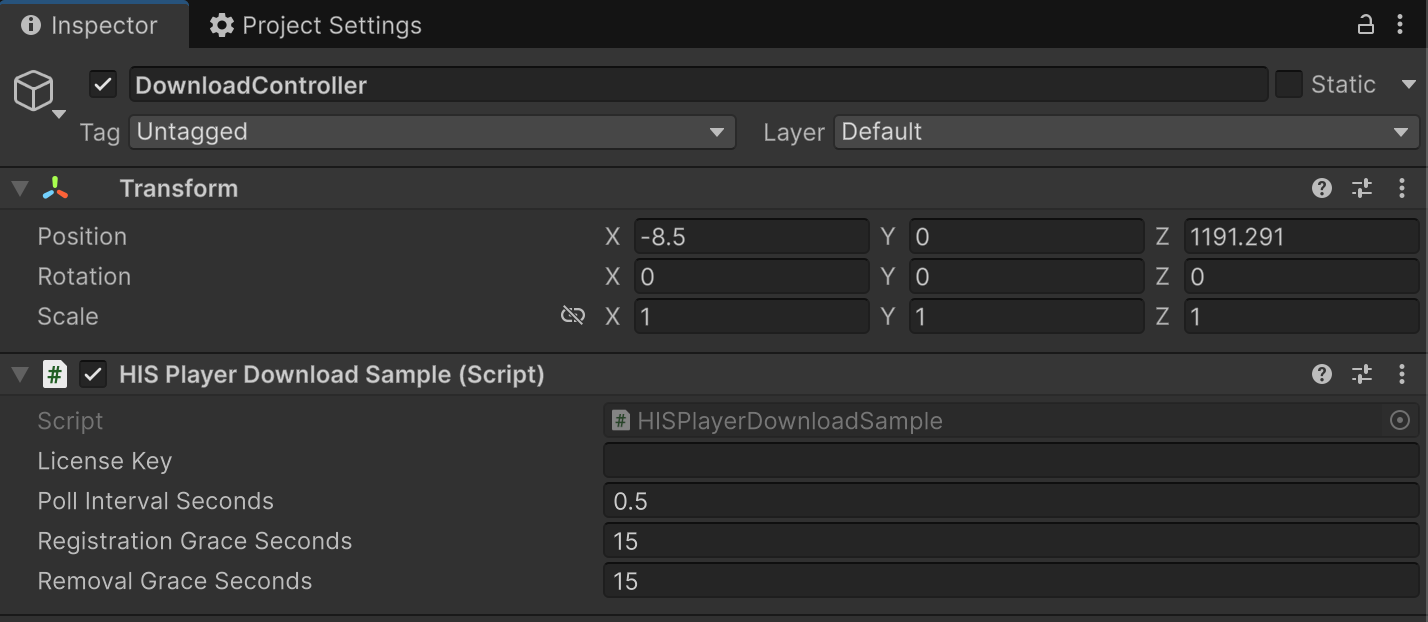 Inspector Project Settings
DownloadController Static
Tag Untagged Layer Default
Transform
Position X -8.5 Y 0 Z 1191.291
Rotation X 0 Y 0 Z 0
Scale X 1 Y 1 Z 1
# HIS Player Download Sample (Script)
Script # HISPlayerDownloadSample
License Key
Poll Interval Seconds 0.5
Registration Grace Seconds 15
Removal Grace Seconds 15